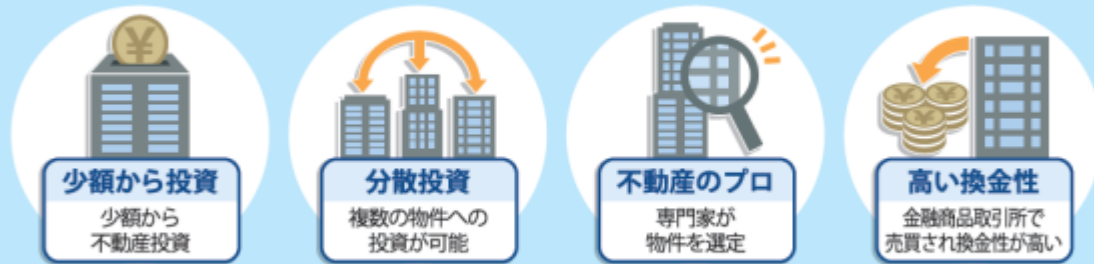 ¥
少額から投資
少額から
不動産投資
分散投資
複数の物件への
投資が可能
不動産のプロ
専門家が
物件を選定
¥ ¥
¥
高い換金性
金融商品取引所で
売買され換金性が高い